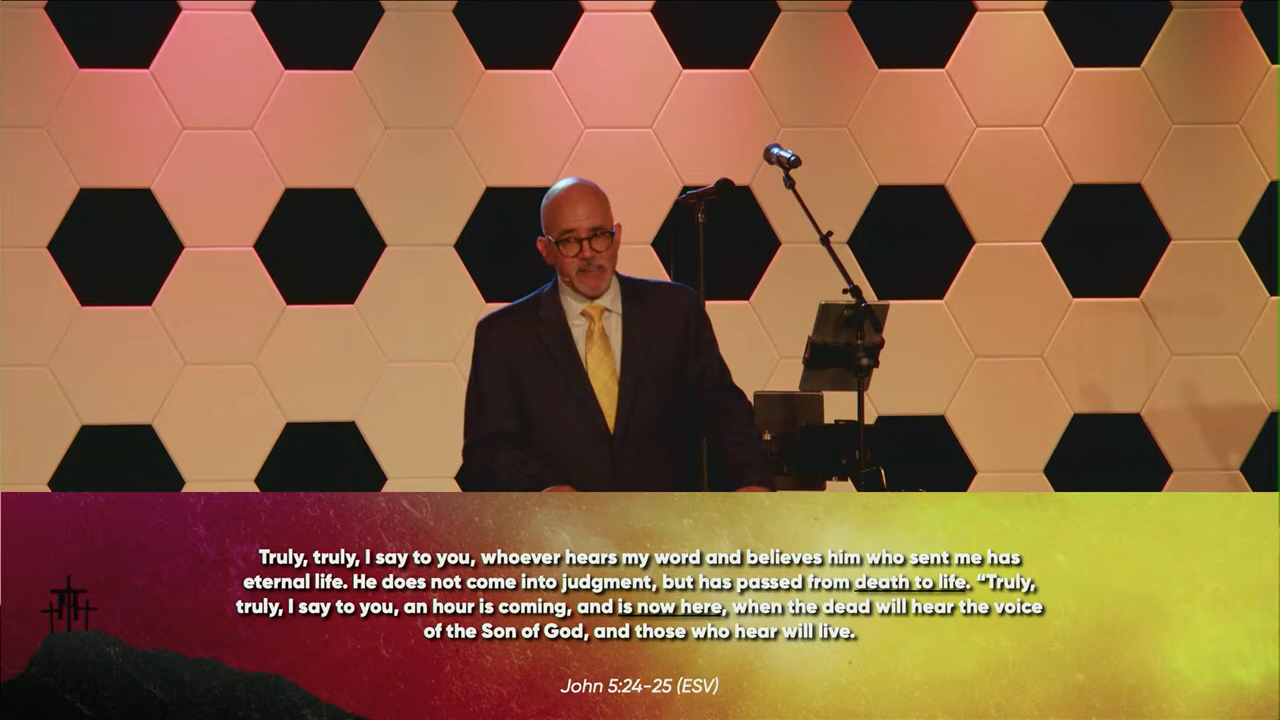 Truly, truly, I say to you, whoever hears my word and believes him who sent me has
eternal life. He does not come into judgment, but has passed from death to life. “Truly,
truly, I say to you, an hour is coming, and is now here, when the dead will hear the voice
of the Son of God, and those who hear will live.
John 5:24-25 (ESV)